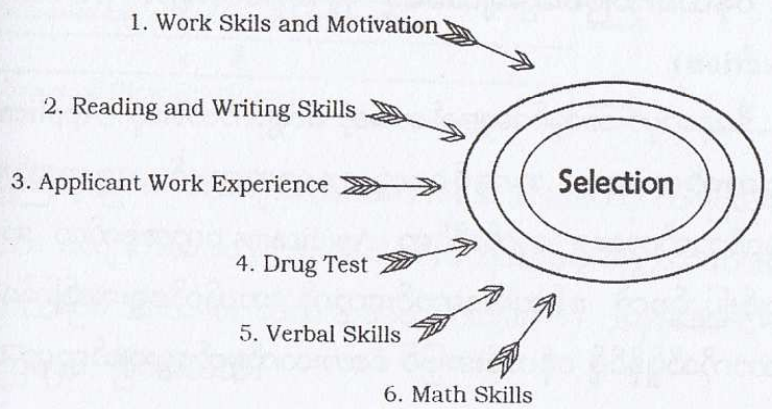 1. Work Skils and Motivation
2. Reading and Writing Skills
3. Applicant Work Experience
Selection
4. Drug Test
5. Verbal Skills
6. Math Skills